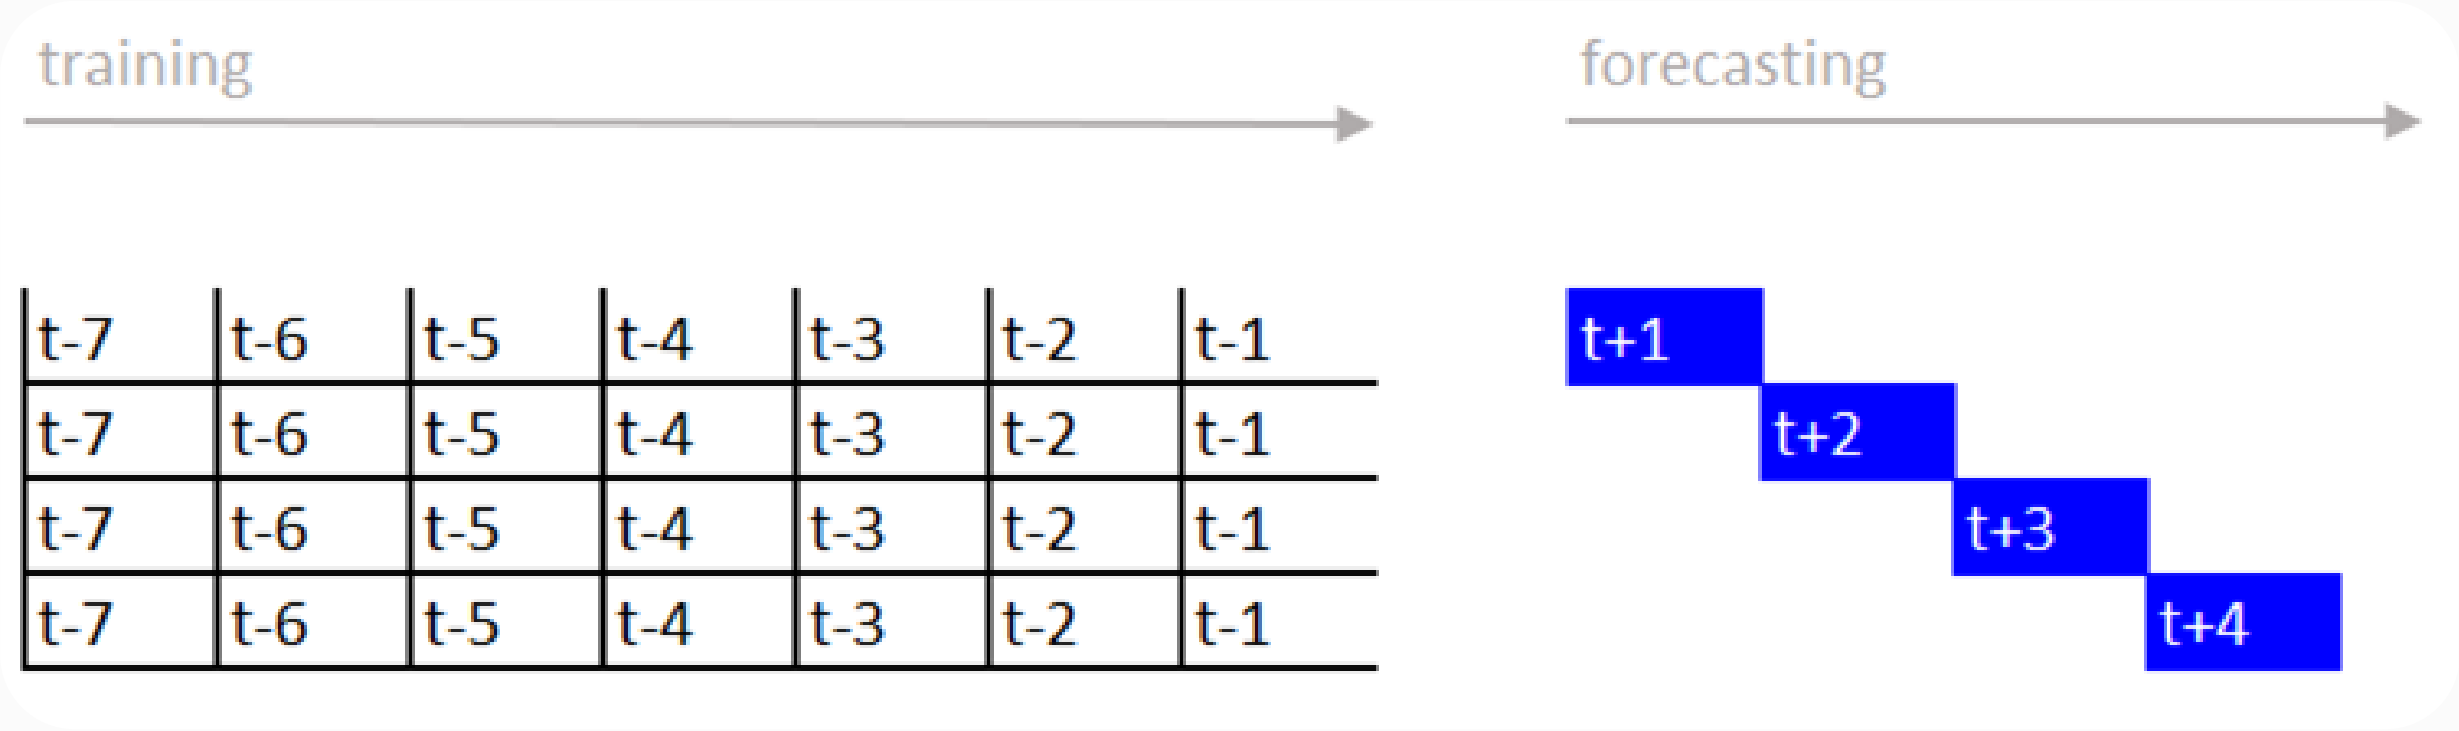 training forecasting
t-7 t-6 t-5 t-4 t-3 t-2 t-1 t+1
t-7 t-6 t-5 t-4 t-3 t-2 t-1 t+2
t-7 t-6 t-5 t-4 t-3 t-2 t-1 t+3
t-7 t-6 t-5 t-4 t-3 t-2 t-1 t+4